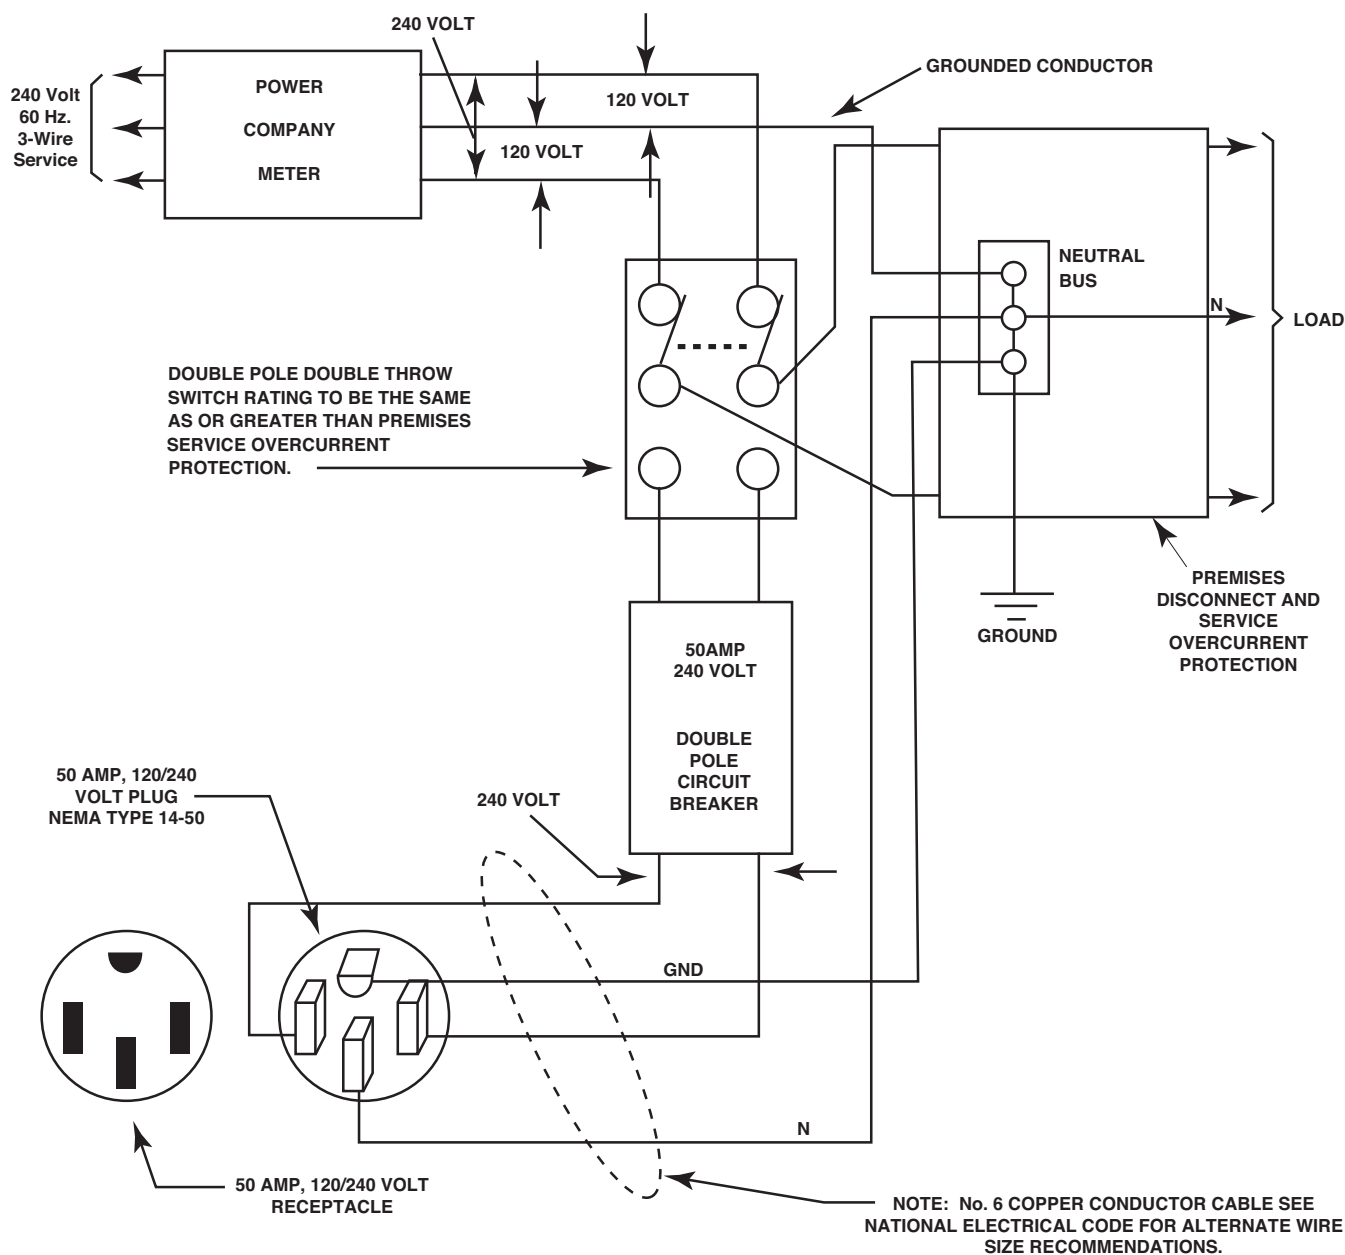 240 VOLT
GROUNDED CONDUCTOR
240 Volt
60 Hz.
3-Wire
Service
POWER
COMPANY
METER
120 VOLT
120 VOLT
NEUTRAL
BUS
N
LOAD
DOUBLE POLE DOUBLE THROW
SWITCH RATING TO BE THE SAME
AS OR GREATER THAN PREMISES
SERVICE OVERCURRENT
PROTECTION.
GROUND
PREMISES
DISCONNECT AND
SERVICE
OVERCURRENT
PROTECTION
50AMP
240 VOLT
DOUBLE
POLE
CIRCUIT
BREAKER
50 AMP, 120/240
VOLT PLUG
NEMA TYPE 14-50
240 VOLT
GND
N
50 AMP, 120/240 VOLT
RECEPTACLE
NOTE: No. 6 COPPER CONDUCTOR CABLE SEE
NATIONAL ELECTRICAL CODE FOR ALTERNATE WIRE
SIZE RECOMMENDATIONS.